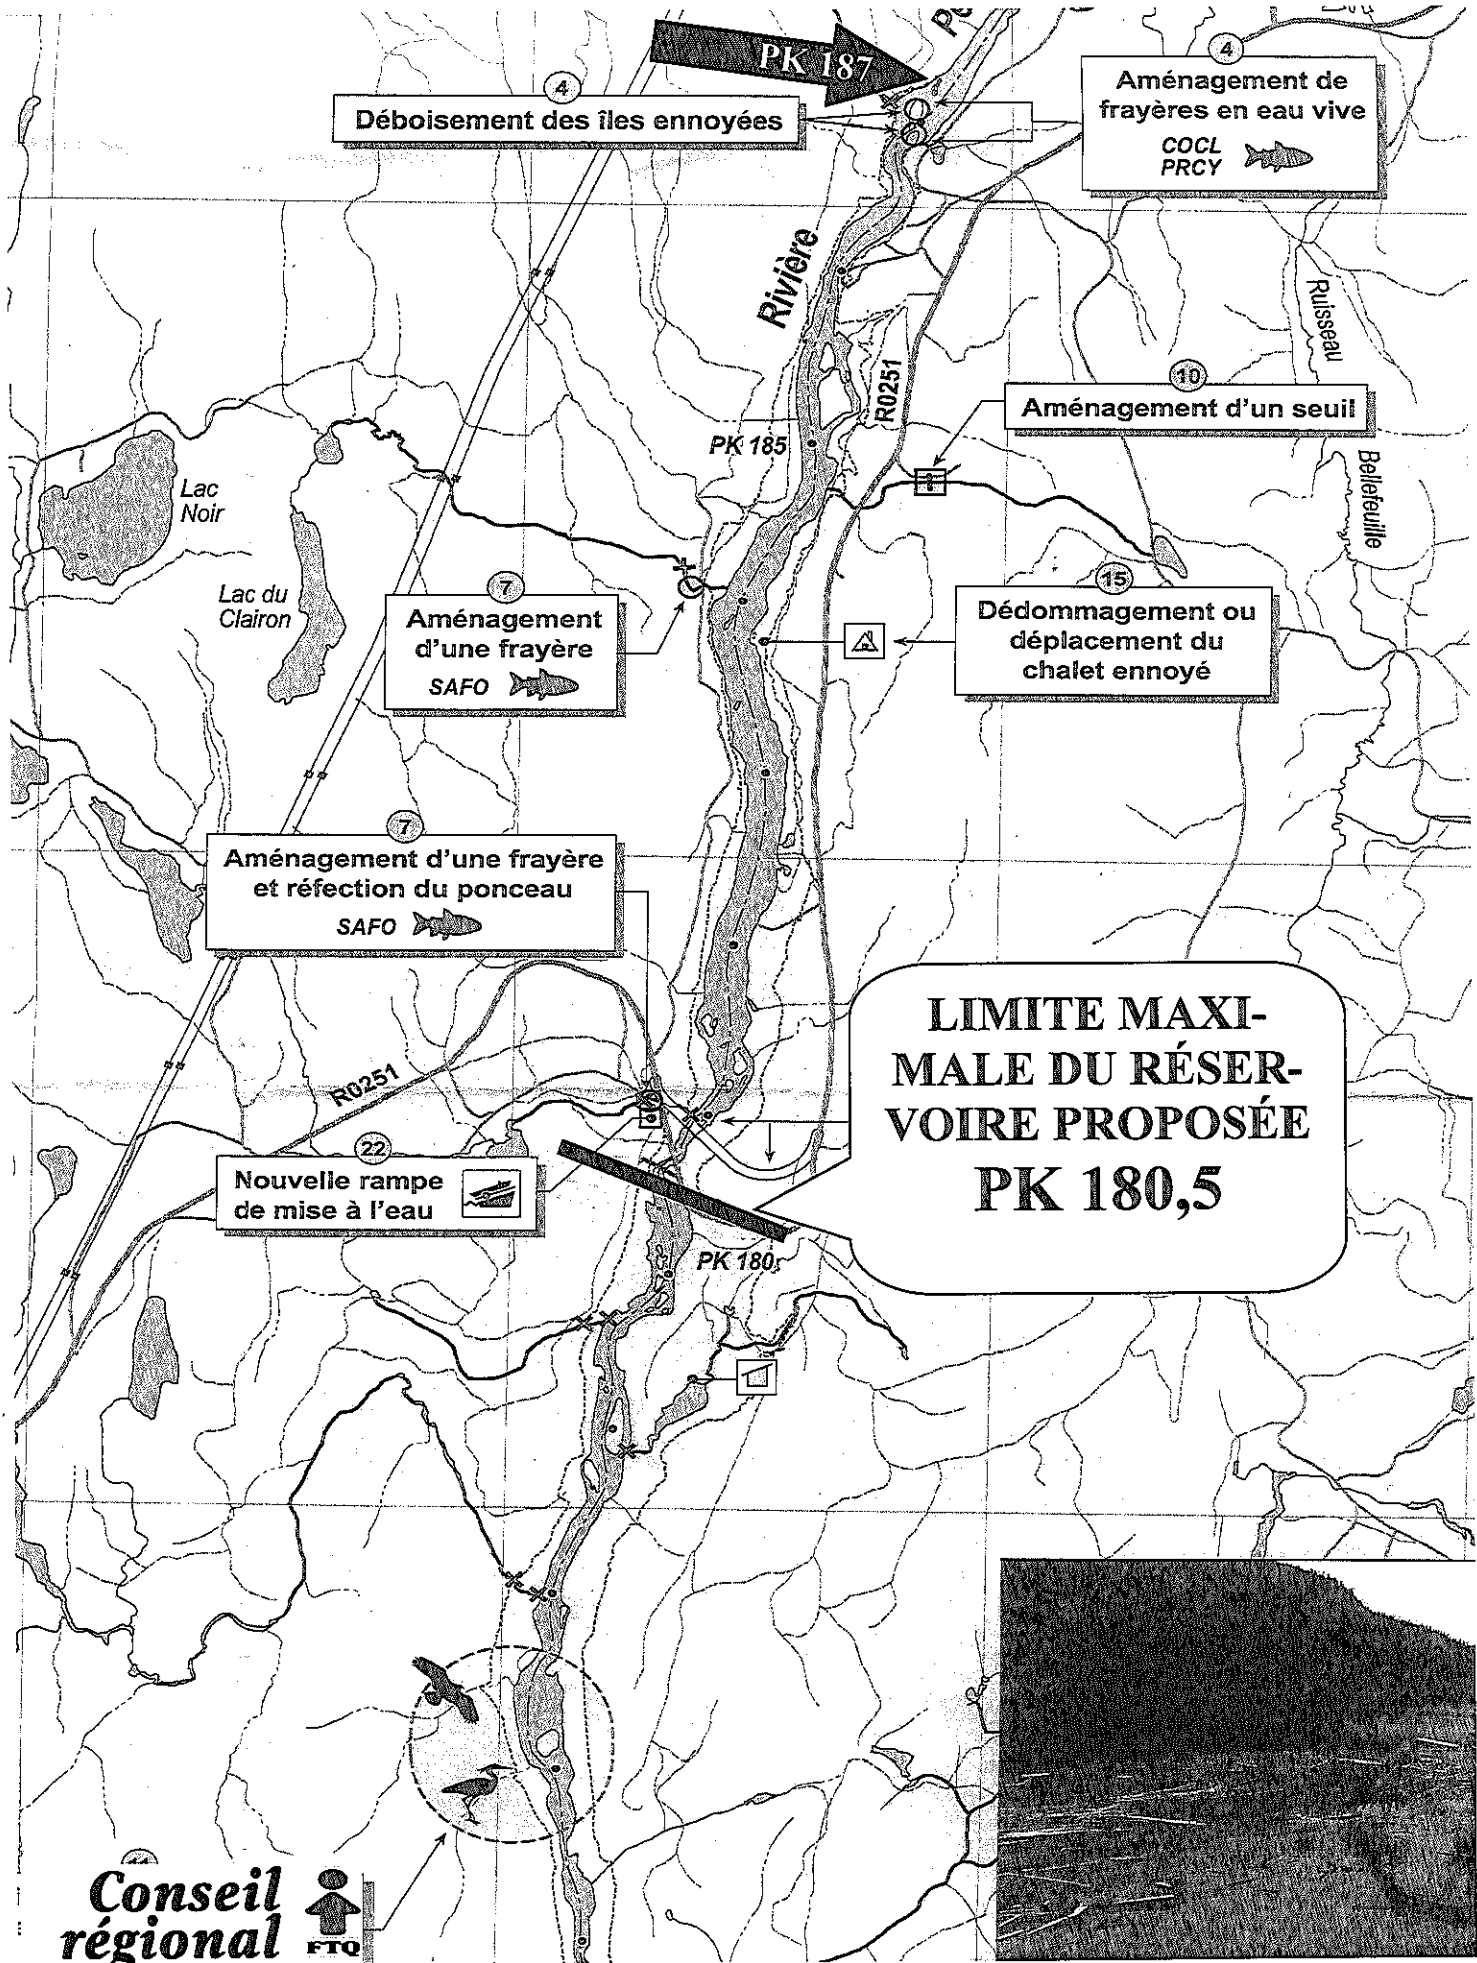 PK 187
4
Déboisement des îles ennoyées
4
Aménagement de
frayères en eau vive
COCL
PRCY
Rivière
Ruisseau
Bellefeuille
R0251
10
Aménagement d'un seuil
PK 185
Lac
Noir
Lac du
Clairon
7
Aménagement
d'une frayère
SAFO
15
Dédommagement ou
déplacement du
chalet ennoyé
7
Aménagement d'une frayère
et réfection du ponceau
SAFO
LIMITE MAXI-
MALE DU RÉSER-
VOIRE PROPOSÉE
PK 180,5
R0251
22
Nouvelle rampe
de mise à l'eau
PK 180
Conseil
régional
FTQ